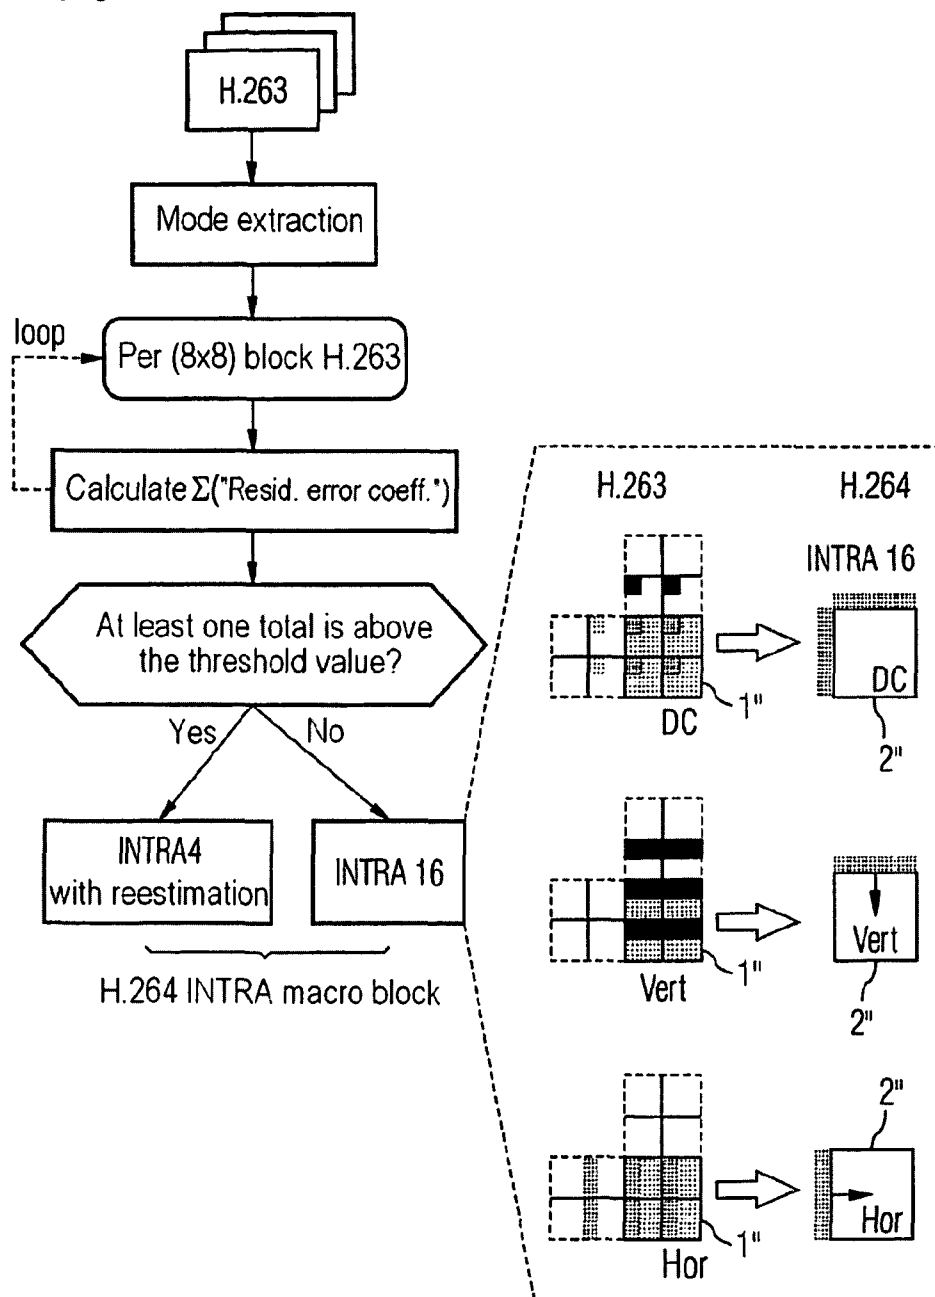 H.263
Mode extraction
loop
Per (8x8) block H.263
Calculate Σ("Resid. error coeff.")
At least one total is above
the threshold value?
Yes
No
INTRA4
with reestimation
INTRA 16
H.264 INTRA macro block
H.263
H.264
INTRA 16
DC
1"
DC
2"
Vert
1"
Vert
2"
2"
Hor
1"
Hor